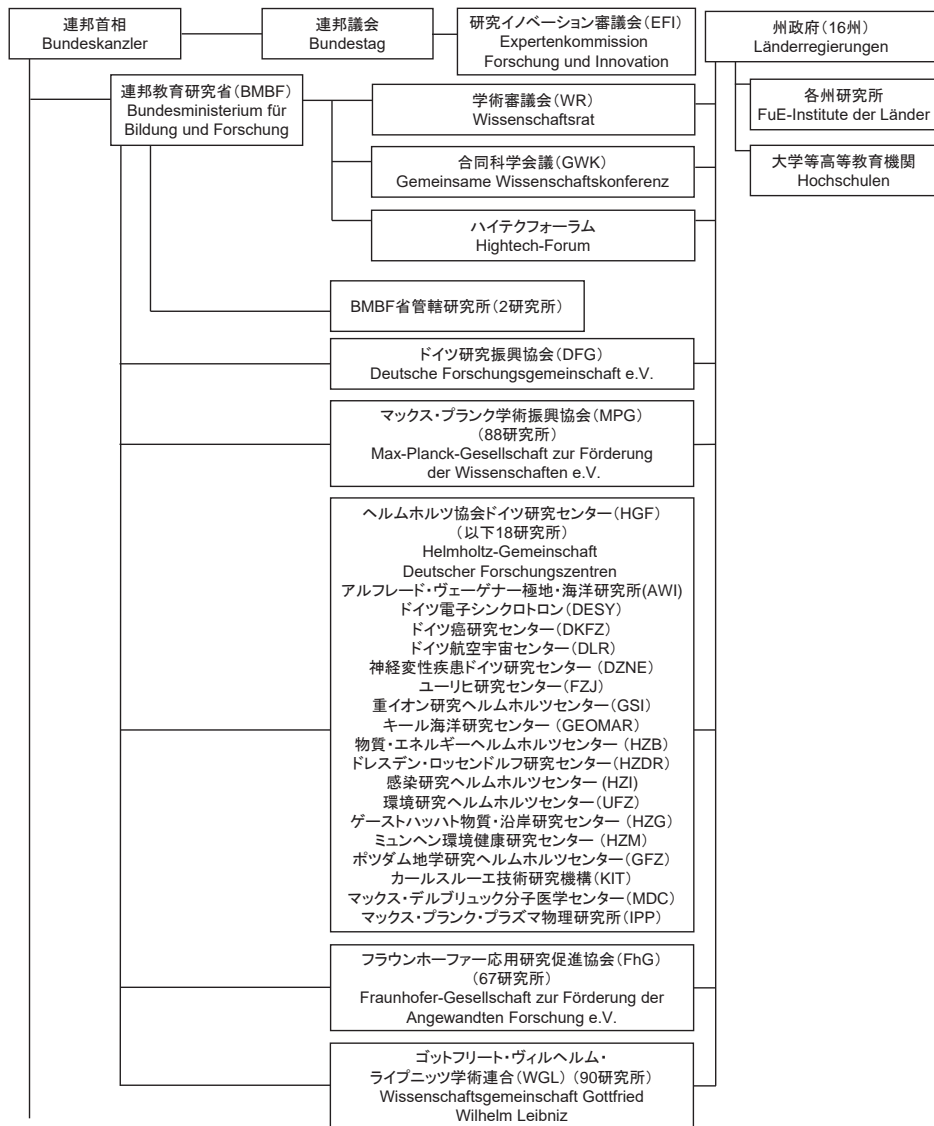 連邦首相
Bundeskanzler
連邦議会
Bundestag
研究イノベーション審議会(EFI)
Expertenkommission
Forschung und Innovation
州政府(16州)
Länderregierungen
連邦教育研究省(BMBF)
Bundesministerium für
Bildung und Forschung
学術審議会(WR)
Wissenschaftsrat
各州研究所
FuE-Institute der Länder
合同科学会議(GWK)
Gemeinsame Wissenschaftskonferenz
大学等高等教育機関
Hochschulen
ハイテクフォーラム
Hightech-Forum
BMBF省管轄研究所(2研究所)
ドイツ研究振興協会(DFG)
Deutsche Forschungsgemeinschaft e.V.
マックス・プランク学術振興協会(MPG)
(88研究所)
Max-Planck-Gesellschaft zur Förderung
der Wissenschaften e.V.
ヘルムホルツ協会ドイツ研究センター(HGF)
(以下18研究所)
Helmholtz-Gemeinschaft
Deutscher Forschungszentren
アルフレード・ヴェーゲナー極地・海洋研究所(AWI)
ドイツ電子シンクロトロン(DESY)
ドイツ癌研究センター(DKFZ)
ドイツ航空宇宙センター(DLR)
神経変性疾患ドイツ研究センター(DZNE)
ユーリヒ研究センター(FZJ)
重イオン研究ヘルムホルツセンター(GSI)
キール海洋研究センター(GEOMAR)
物質・エネルギーヘルムホルツセンター(HZB)
ドレスデン・ロッセンドルフ研究センター(HZDR)
感染研究ヘルムホルツセンター(HZI)
環境研究ヘルムホルツセンター(UFZ)
ゲーストハッハト物質・沿岸研究センター(HZG)
ミュンヘン環境健康研究センター(HZM)
ポツダム地学研究ヘルムホルツセンター(GFZ)
カールスルーエ技術研究機構(KIT)
マックス・デルブリュック分子医学センター(MDC)
マックス・プランク・プラズマ物理研究所(IPP)
フラウンホーファー応用研究促進協会(FhG)
(67研究所)
Fraunhofer-Gesellschaft zur Förderung der
Angewandten Forschung e.V.
ゴットフリート・ヴィルヘルム・
ライプニッツ学術連合(WGL)(90研究所)
Wissenschaftsgemeinschaft Gottfried
Wilhelm Leibniz